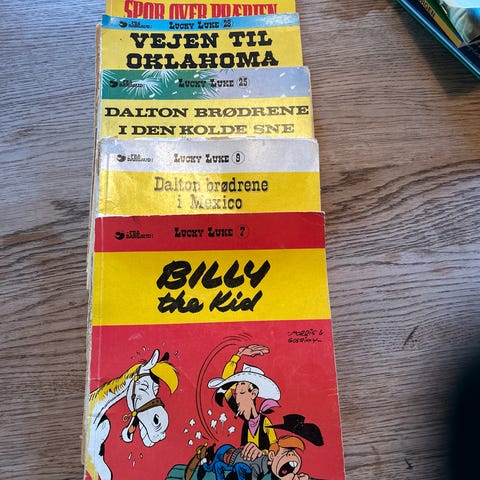 SPOR OVER PRÆRIEN
LUCKY LUKE 23
VEJEN TIL
OKLAHOMA
LUCKY LUKE 25
DALTON BRØDRENE
I DEN KOLDE SNE
LUCKY LUKE 9
Dalton brødrene
i Mexico
LUCKY LUKE 7
BILLY
the Kid
MORRIS &
GOSCINNY